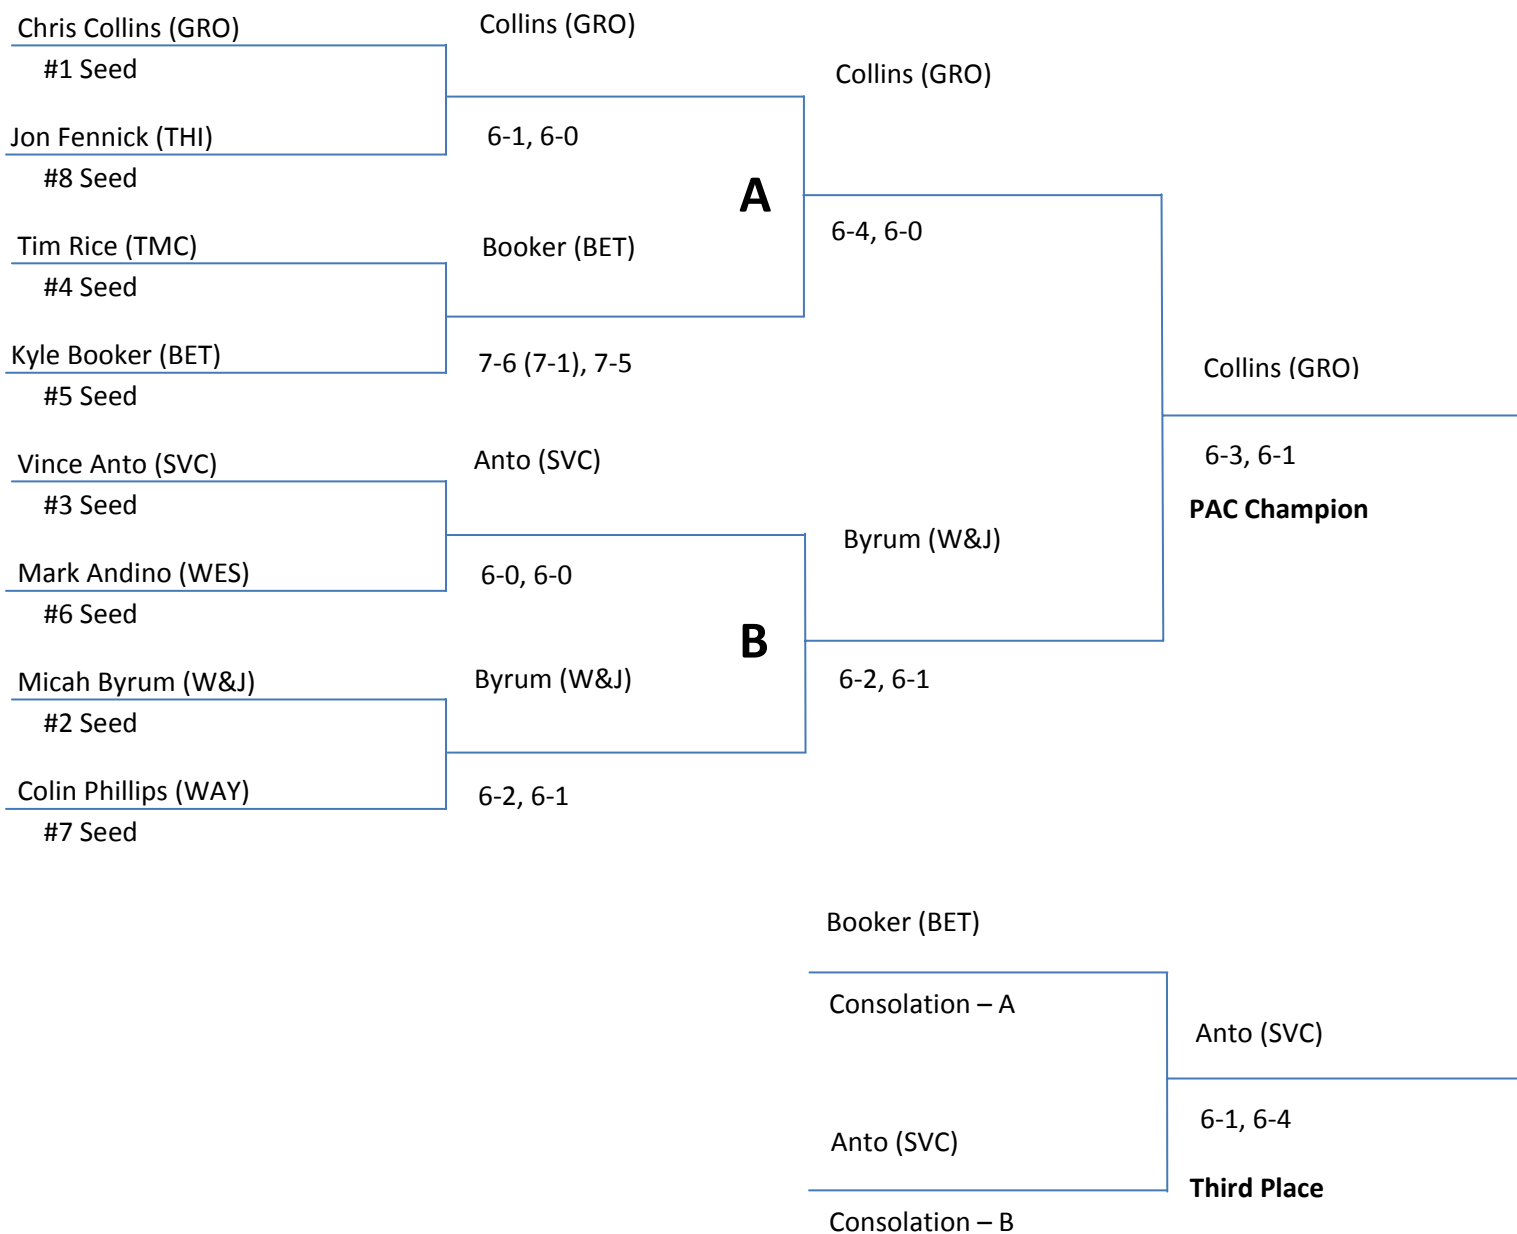 Chris Collins (GRO)
#1 Seed
Jon Fennick (THI)
#8 Seed
Tim Rice (TMC)
#4 Seed
Kyle Booker (BET)
#5 Seed
Vince Anto (SVC)
#3 Seed
Mark Andino (WES)
#6 Seed
Micah Byrum (W&J)
#2 Seed
Colin Phillips (WAY)
#7 Seed
Collins (GRO)
6-1, 6-0
Booker (BET)
7-6 (7-1), 7-5
Anto (SVC)
6-0, 6-0
Byrum (W&J)
6-2, 6-1
A
B
Collins (GRO)
6-4, 6-0
Byrum (W&J)
6-2, 6-1
Collins (GRO)
6-3, 6-1
PAC Champion
Booker (BET)
Consolation – A
Anto (SVC)
Consolation – B
Anto (SVC)
6-1, 6-4
Third Place